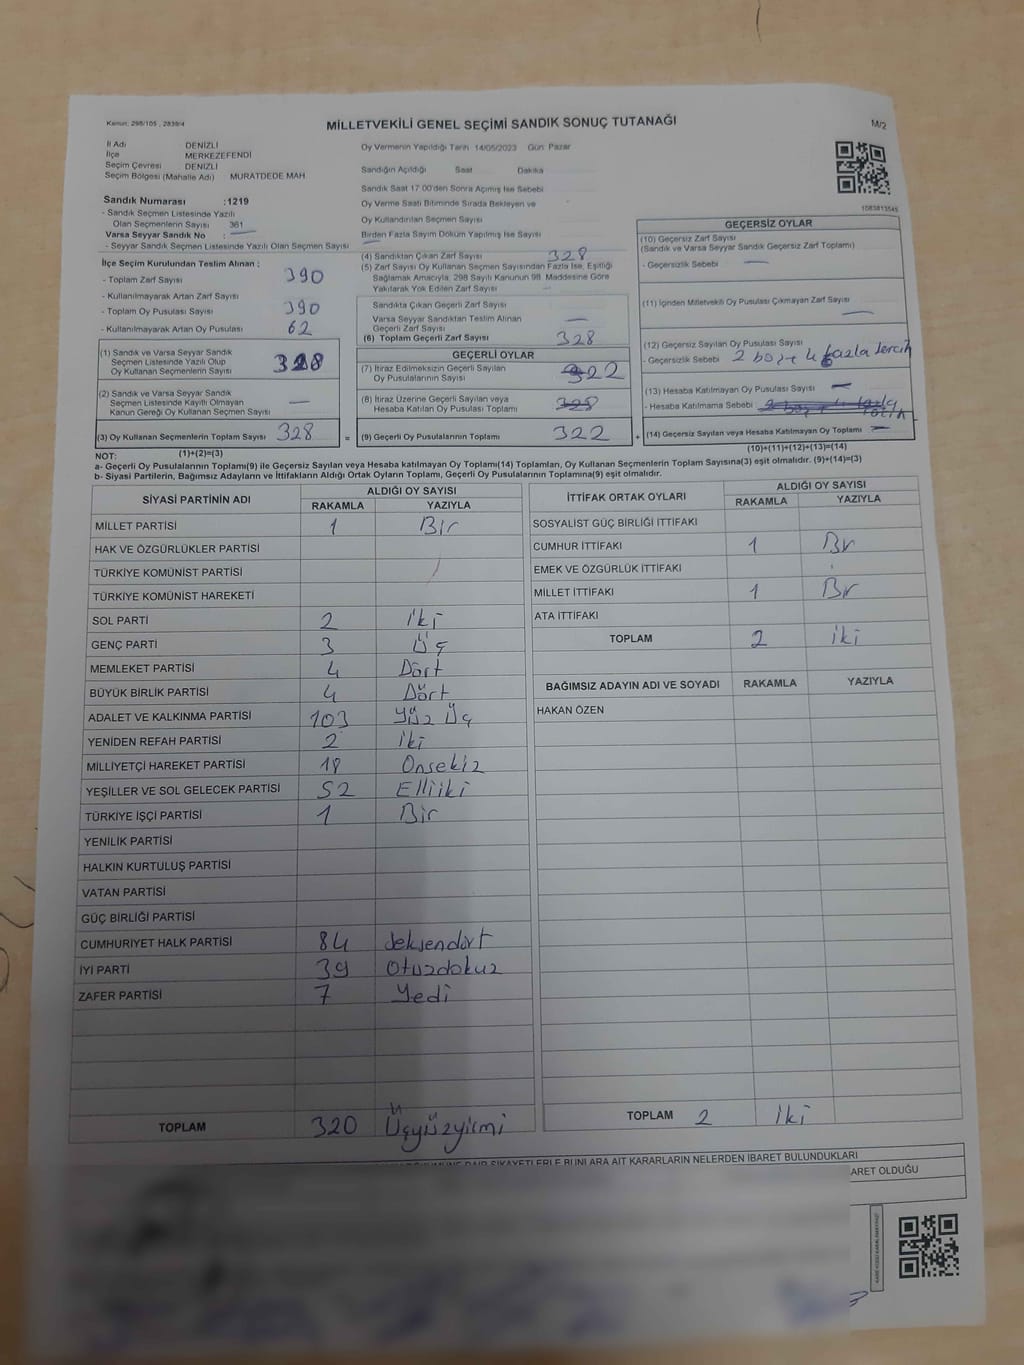 Kanun: 298/105 , 2839/4
MİLLETVEKİLİ GENEL SEÇİMİ SANDIK SONUÇ TUTANAĞI
M/2
İl Adı DENİZLİ
İlçe MERKEZEFENDİ
Seçim Çevresi DENİZLİ
Seçim Bölgesi (Mahalle Adı) MURATDEDE MAH.
Sandık Numarası :1219
- Sandık Seçmen Listesinde Yazılı
Olan Seçmenlerin Sayısı 361
Varsa Seyyar Sandık No :
- Seyyar Sandık Seçmen Listesinde Yazılı Olan Seçmen Sayısı
Oy Vermenin Yapıldığı Tarih 14/05/2023 Gün Pazar
Sandığın Açıldığı Saat Dakika
Sandık Saat 17.00'den Sonra Açılmış İse Sebebi
Oy Verme Saati Bitiminde Sırada Bekleyen ve
Oy Kullandırılan Seçmen Sayısı
Birden Fazla Sayım Döküm Yapılmış İse Sayısı
1083813545
İlçe Seçim Kurulundan Teslim Alınan :
- Toplam Zarf Sayısı 390
- Kullanılmayarak Artan Zarf Sayısı
- Toplam Oy Pusulası 390
- Kullanılmayarak Artan Oy Pusulası 62
(1) Sandık ve Varsa Seyyar Sandık
Seçmen Listesinde Yazılı Olup
Oy Kullanan Seçmenlerin Sayısı 328
(2) Sandık ve Varsa Seyyar Sandık
Seçmen Listesinde Kayıtlı Olmayan
Kanun Gereği Oy Kullanan Seçmen Sayısı —
(3) Oy Kullanan Seçmenlerin Toplam Sayısı 328
(1)+(2)=(3)
(4) Sandıktan Çıkan Zarf Sayısı 328
(5) Zarf Sayısı Oy Kullanan Seçmen Sayısından Fazla İse, Eşitliği
Sağlamak Amacıyla, 298 Sayılı Kanunun 98. Maddesine Göre
Yakılarak Yok Edilen Zarf Sayısı
Sandıkta Çıkan Geçerli Zarf Sayısı
Varsa Seyyar Sandıktan Teslim Alınan
Geçerli Zarf Sayısı —
(6) Toplam Geçerli Zarf Sayısı 328
GEÇERLİ OYLAR
(7) İtiraz Edilmeksizin Geçerli Sayılan
Oy Pusulalarının Sayısı 322
(8) İtiraz Üzerine Geçerli Sayılan veya
Hesaba Katılan Oy Pusulası Toplamı 328
= (9) Geçerli Oy Pusulalarının Toplamı 322 +
GEÇERSİZ OYLAR
(10) Geçersiz Zarf Sayısı
(Sandık ve Varsa Seyyar Sandık Geçersiz Zarf Toplamı)
- Geçersizlik Sebebi —
(11) İçinden Milletvekili Oy Pusulası Çıkmayan Zarf Sayısı —
(12) Geçersiz Sayılan Oy Pusulası Sayısı
- Geçersizlik Sebebi 2 boş 4 fazla tercih
(13) Hesaba Katılmayan Oy Pusulası Sayısı —
- Hesaba Katılmama Sebebi
(14) Geçersiz Sayılan veya Hesaba Katılmayan Oy Toplamı —
(10)+(11)+(12)+(13)=(14)
NOT:
a- Geçerli Oy Pusulalarının Toplamı(9) ile Geçersiz Sayılan veya Hesaba katılmayan Oy Toplamı(14) Toplamları, Oy Kullanan Seçmenlerin Toplam Sayısına(3) eşit olmalıdır. (9)+(14)=(3)
b- Siyasi Partilerin, Bağımsız Adayların ve İttifakların Aldığı Ortak Oyların Toplamı, Geçerli Oy Pusulalarının Toplamına(9) eşit olmalıdır.
SİYASİ PARTİNİN ADI ALDIĞI OY SAYISI
RAKAMLA YAZIYLA
MİLLET PARTİSİ 1 Bir
HAK VE ÖZGÜRLÜKLER PARTİSİ
TÜRKİYE KOMÜNİST PARTİSİ
TÜRKİYE KOMÜNİST HAREKETİ
SOL PARTİ 2 iki
GENÇ PARTİ 3 Üç
MEMLEKET PARTİSİ 4 Dört
BÜYÜK BİRLİK PARTİSİ 4 Dört
ADALET VE KALKINMA PARTİSİ 103 Yüz Üç
YENİDEN REFAH PARTİSİ 2 iki
MİLLİYETÇİ HAREKET PARTİSİ 18 Onsekiz
YEŞİLLER VE SOL GELECEK PARTİSİ 52 Elliiki
TÜRKİYE İŞÇİ PARTİSİ 1 Bir
YENİLİK PARTİSİ
HALKIN KURTULUŞ PARTİSİ
VATAN PARTİSİ
GÜÇ BİRLİĞİ PARTİSİ
CUMHURİYET HALK PARTİSİ 84 Seksendört
İYİ PARTİ 39 Otuzdokuz
ZAFER PARTİSİ 7 Yedi
TOPLAM 320 Üçyüzyirmi
İTTİFAK ORTAK OYLARI ALDIĞI OY SAYISI
RAKAMLA YAZIYLA
SOSYALİST GÜÇ BİRLİĞİ İTTİFAKI
CUMHUR İTTİFAKI 1 Bir
EMEK VE ÖZGÜRLÜK İTTİFAKI
MİLLET İTTİFAKI 1 Bir
ATA İTTİFAKI
TOPLAM 2 iki
BAĞIMSIZ ADAYIN ADI VE SOYADI RAKAMLA YAZIYLA
HAKAN ÖZEN
TOPLAM 2 iki
ŞİKAYETLERLE BUNLARA AİT KARARLARIN NELERDEN İBARET BULUNDUKLARI
ARET OLDUĞU